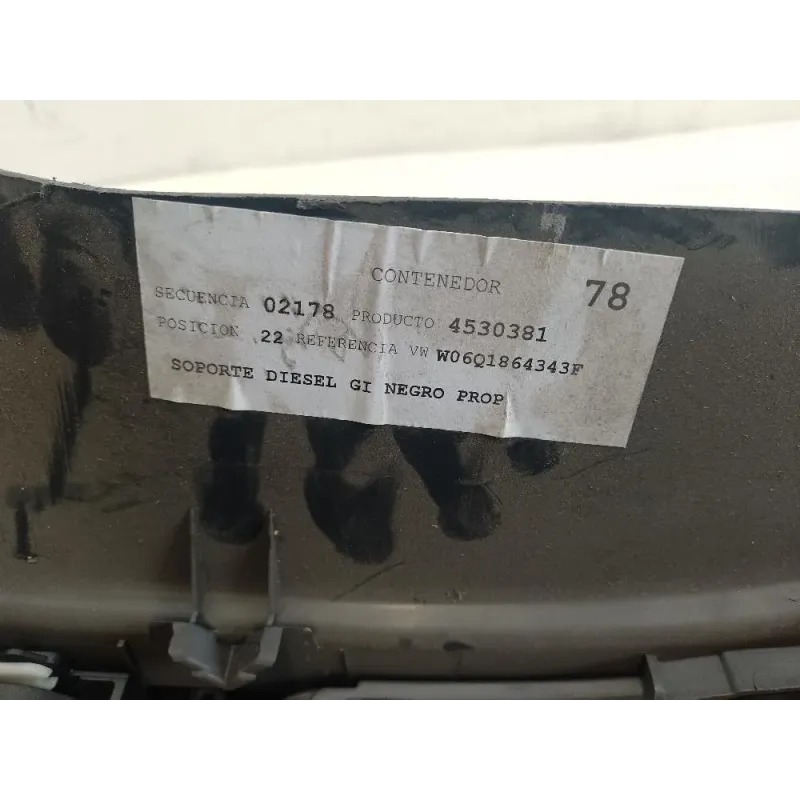 CONTENEDOR 78
SECUENCIA 02178 PRODUCTO 4530381
POSICION 22 REFERENCIA VW W06Q1864343F
SOPORTE DIESEL GI NEGRO PROP